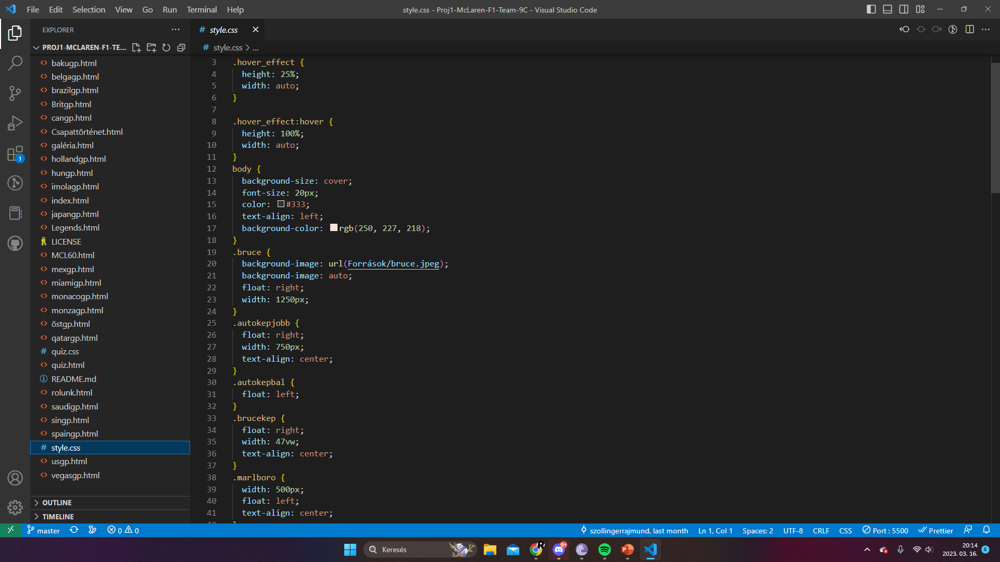 File Edit Selection View Go Run Terminal Help
style.css - Proj1-McLaren-F1-Team-9C - Visual Studio Code
EXPLORER
PROJ1-MCLAREN-F1-TE...
bakugp.html
belgagp.html
brazilgp.html
Britgp.html
cangp.html
Csapattörténet.html
galéria.html
hollandgp.html
hungp.html
imolagp.html
index.html
japangp.html
Legends.html
LICENSE
MCL60.html
mexgp.html
miamigp.html
monacogp.html
monzagp.html
östgp.html
qatargp.html
# quiz.css
quiz.html
README.md
rolunk.html
saudigp.html
singp.html
spaingp.html
# style.css
usgp.html
vegasgp.html
OUTLINE
TIMELINE
1
# style.css
# style.css > ...
3 .hover_effect {
4 height: 25%;
5 width: auto;
6 }
7
8 .hover_effect:hover {
9 height: 100%;
10 width: auto;
11 }
12 body {
13 background-size: cover;
14 font-size: 20px;
15 color: #333;
16 text-align: left;
17 background-color: rgb(250, 227, 218);
18 }
19 .bruce {
20 background-image: url(Források/bruce.jpeg);
21 background-image: auto;
22 float: right;
23 width: 1250px;
24 }
25 .autokepjobb {
26 float: right;
27 width: 750px;
28 text-align: center;
29 }
30 .autokepbal {
31 float: left;
32 }
33 .brucekep {
34 float: right;
35 width: 47vw;
36 text-align: center;
37 }
38 .marlboro {
39 width: 500px;
40 float: left;
41 text-align: center;
master 0 0 szollingerrajmund, last month Ln 1, Col 1 Spaces: 2 UTF-8 CRLF CSS Port : 5500 Prettier
Keresés
9+
20:14
2023. 03. 16.
6